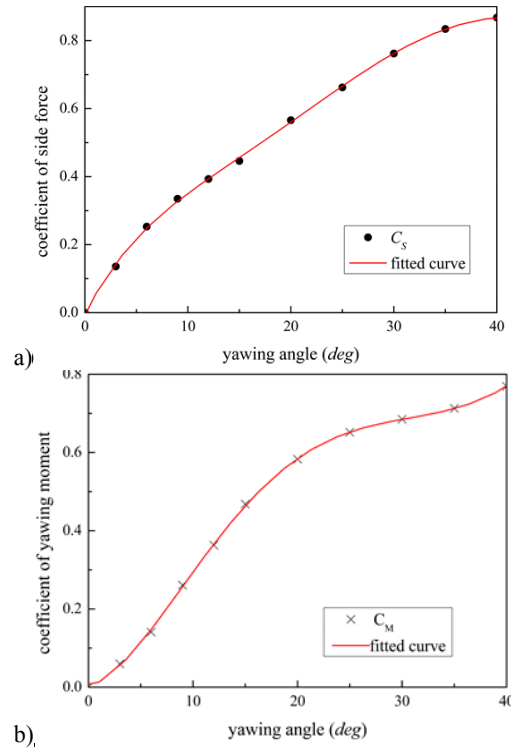 0.8
0.6
0.4
0.2
0.0
coefficient of side force
C_S
fitted curve
0 10 20 30 40
yawing angle (deg)
a)
0.8
0.6
0.4
0.2
0.0
coefficient of yawing moment
C_M
fitted curve
0 10 20 30 40
yawing angle (deg)
b)